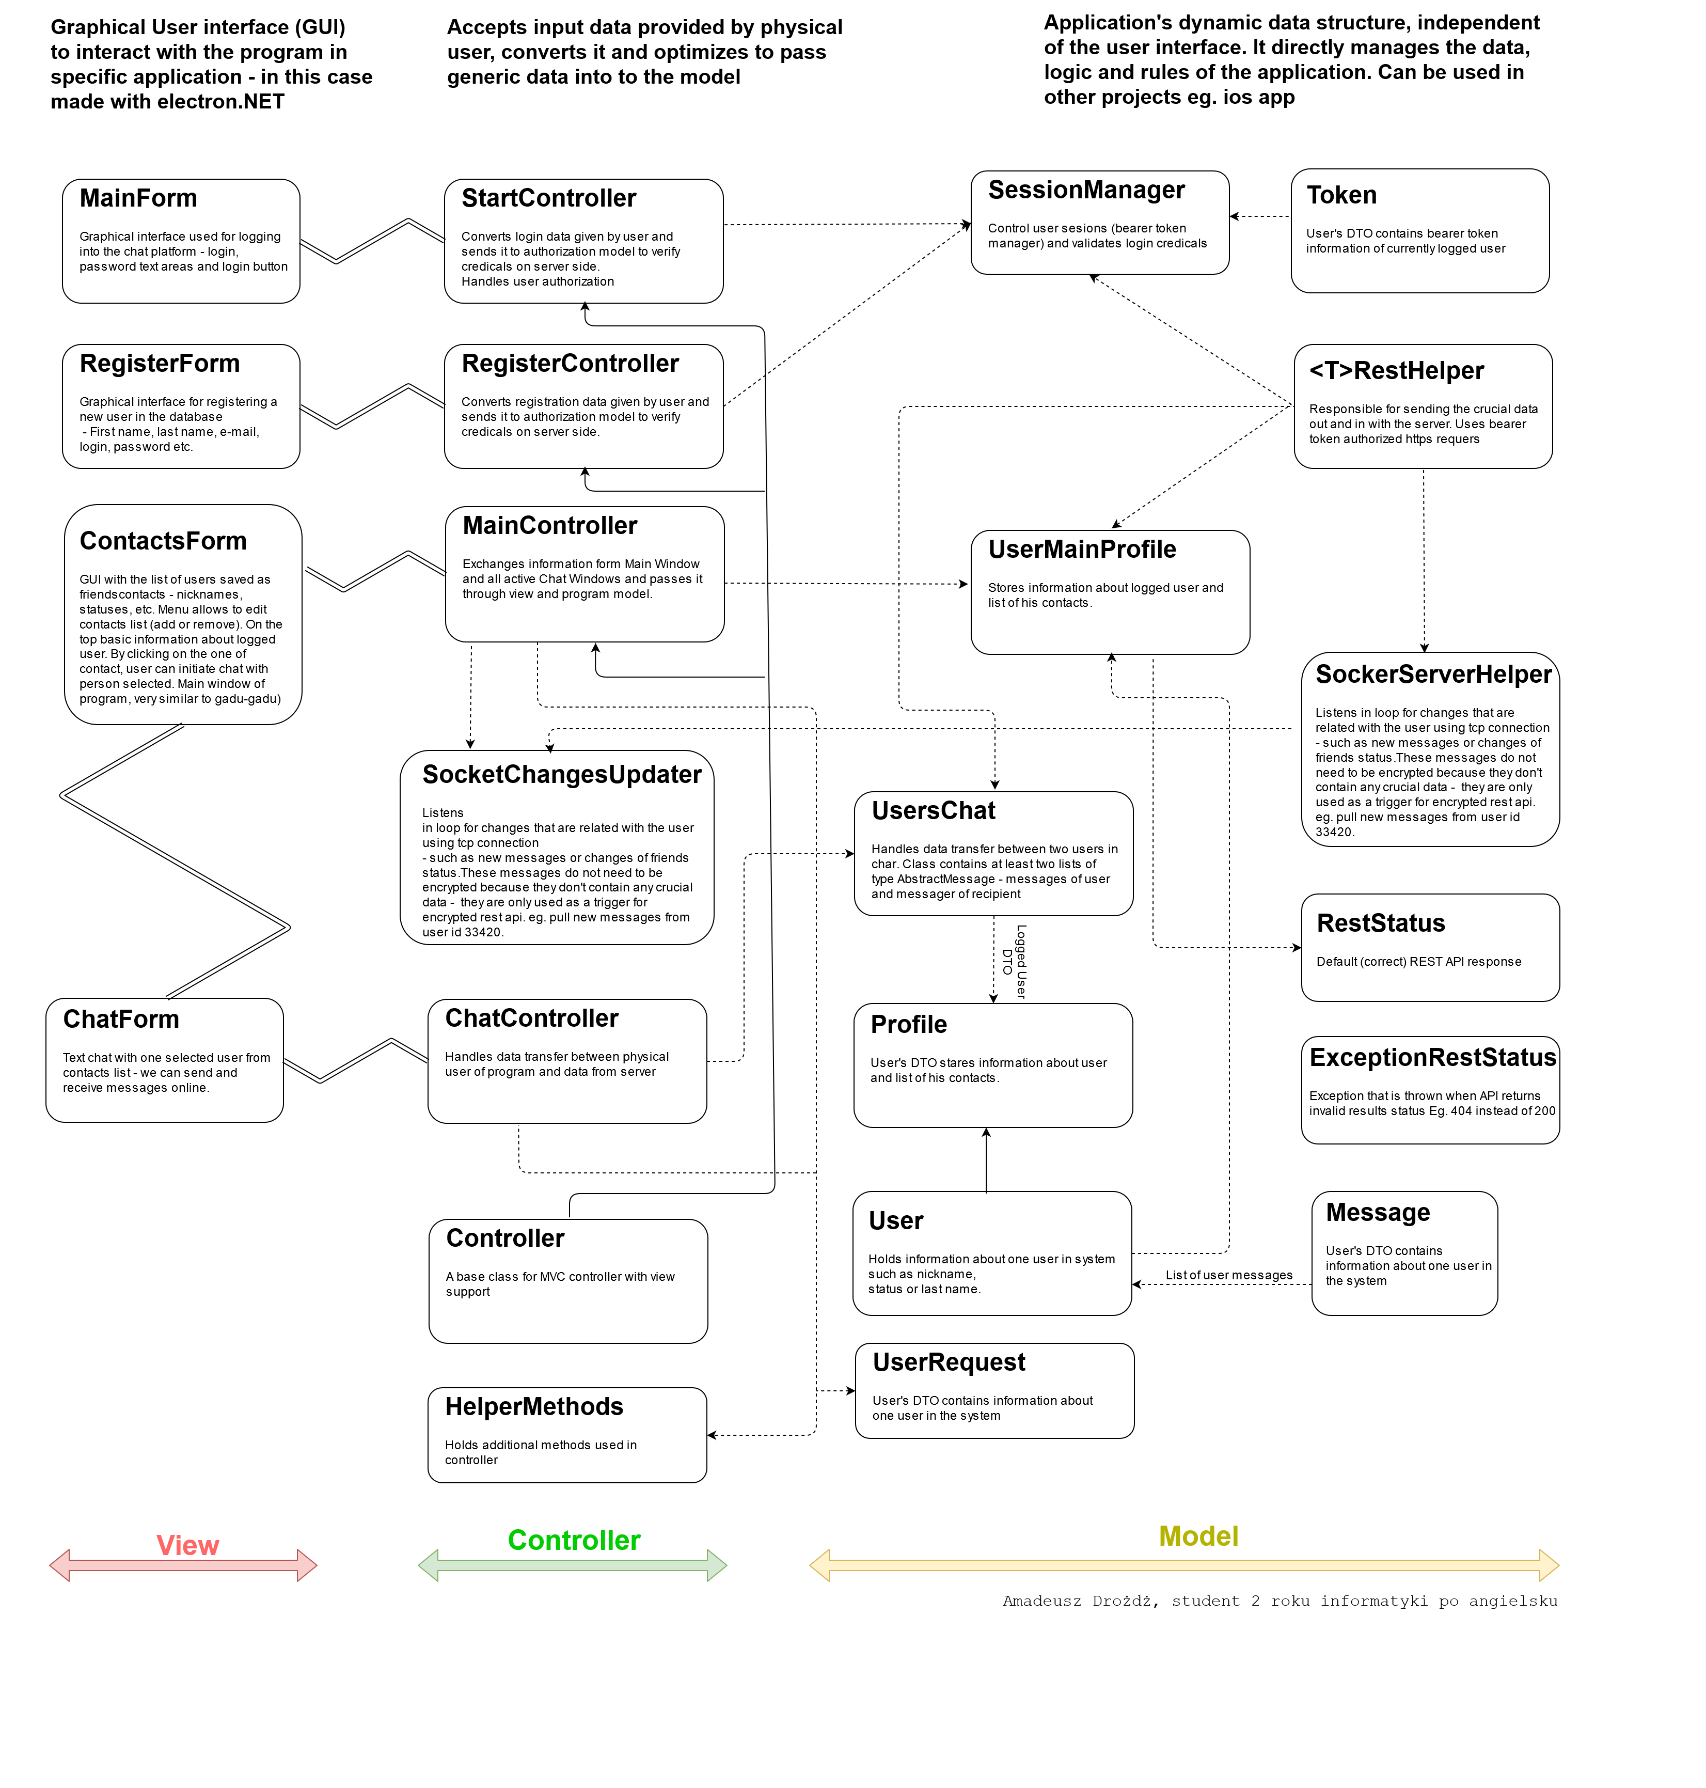 Graphical User interface (GUI)
to interact with the program in
specific application - in this case
made with electron.NET
Accepts input data provided by physical
user, converts it and optimizes to pass
generic data into to the model
Application's dynamic data structure, independent
of the user interface. It directly manages the data,
logic and rules of the application. Can be used in
other projects eg. ios app
MainForm
Graphical interface used for logging
into the chat platform - login,
password text areas and login button
StartController
Converts login data given by user and
sends it to authorization model to verify
credicals on server side.
Handles user authorization
SessionManager
Control user sesions (bearer token
manager) and validates login credicals
Token
User's DTO contains bearer token
information of currently logged user
RegisterForm
Graphical interface for registering a
new user in the database
- First name, last name, e-mail,
login, password etc.
RegisterController
Converts registration data given by user and
sends it to authorization model to verify
credicals on server side.
<T>RestHelper
Responsible for sending the crucial data
out and in with the server. Uses bearer
token authorized https requers
ContactsForm
GUI with the list of users saved as
friendscontacts - nicknames,
statuses, etc. Menu allows to edit
contacts list (add or remove). On the
top basic information about logged
user. By clicking on the one of
contact, user can initiate chat with
person selected. Main window of
program, very similar to gadu-gadu)
MainController
Exchanges information form Main Window
and all active Chat Windows and passes it
through view and program model.
UserMainProfile
Stores information about logged user and
list of his contacts.
SockerServerHelper
Listens in loop for changes that are
related with the user using tcp connection
- such as new messages or changes of
friends status.These messages do not
need to be encrypted because they don't
contain any crucial data - they are only
used as a trigger for encrypted rest api.
eg. pull new messages from user id
33420.
SocketChangesUpdater
Listens
in loop for changes that are related with the user
using tcp connection
- such as new messages or changes of friends
status.These messages do not need to be
encrypted because they don't contain any crucial
data - they are only used as a trigger for
encrypted rest api. eg. pull new messages from
user id 33420.
UsersChat
Handles data transfer between two users in
char. Class contains at least two lists of
type AbstractMessage - messages of user
and messager of recipient
Logged User
DTO
RestStatus
Default (correct) REST API response
ChatForm
Text chat with one selected user from
contacts list - we can send and
receive messages online.
ChatController
Handles data transfer between physical
user of program and data from server
Profile
User's DTO stares information about user
and list of his contacts.
ExceptionRestStatus
Exception that is thrown when API returns
invalid results status Eg. 404 instead of 200
Controller
A base class for MVC controller with view
support
User
Holds information about one user in system
such as nickname,
status or last name.
List of user messages
Message
User's DTO contains
information about one user in
the system
HelperMethods
Holds additional methods used in
controller
UserRequest
User's DTO contains information about
one user in the system
View
Controller
Model
Amadeusz Drożdż, student 2 roku informatyki po angielsku